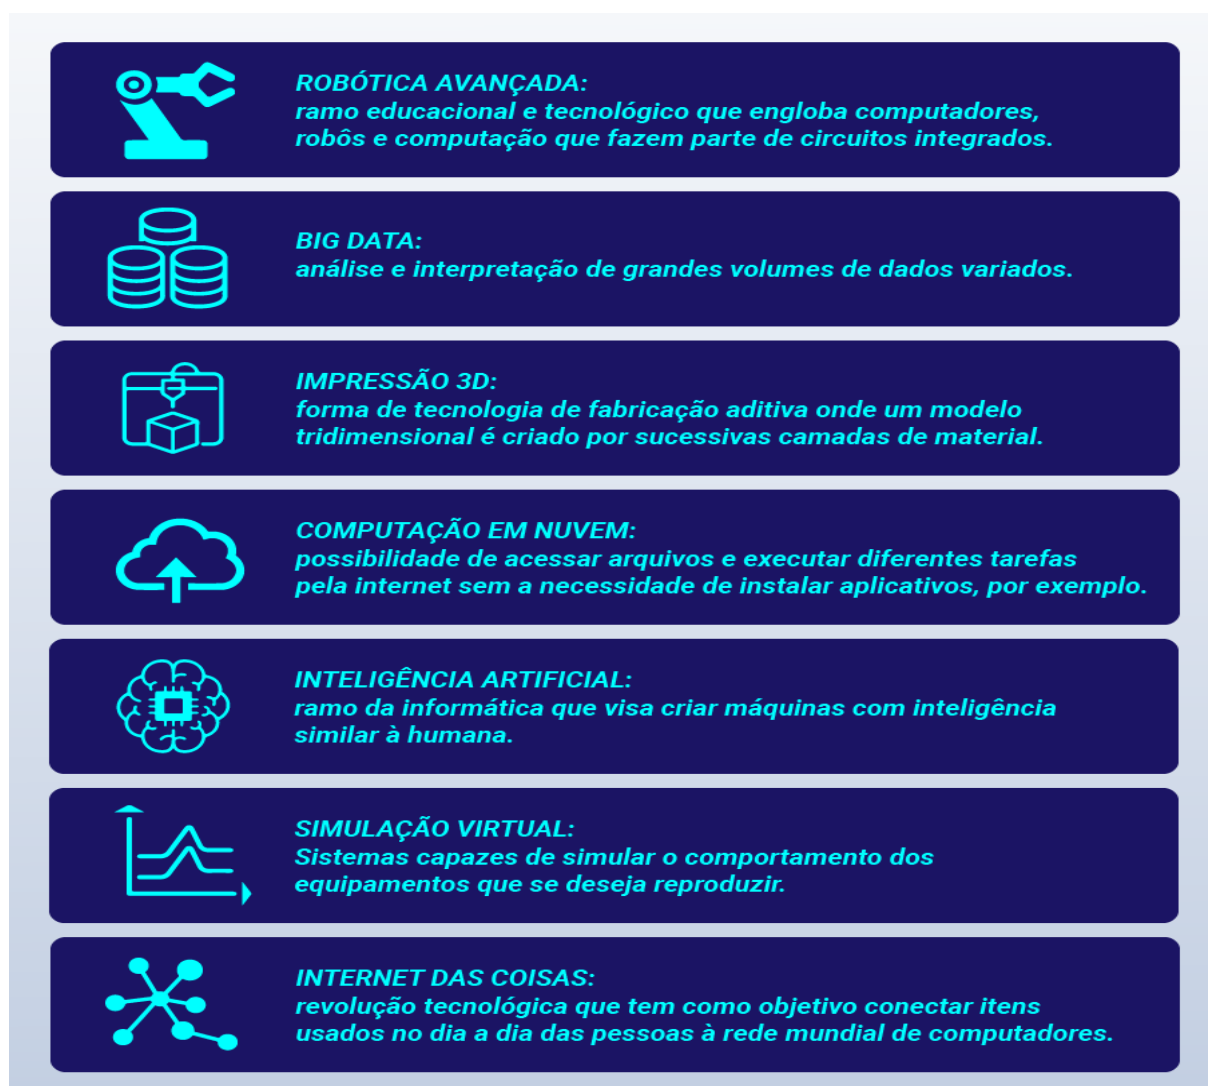 ROBÓTICA AVANÇADA:
ramo educacional e tecnológico que engloba computadores,
robôs e computação que fazem parte de circuitos integrados.
BIG DATA:
análise e interpretação de grandes volumes de dados variados.
IMPRESSÃO 3D:
forma de tecnologia de fabricação aditiva onde um modelo
tridimensional é criado por sucessivas camadas de material.
COMPUTAÇÃO EM NUVEM:
possibilidade de acessar arquivos e executar diferentes tarefas
pela internet sem a necessidade de instalar aplicativos, por exemplo.
INTELIGÊNCIA ARTIFICIAL:
ramo da informática que visa criar máquinas com inteligência
similar à humana.
SIMULAÇÃO VIRTUAL:
Sistemas capazes de simular o comportamento dos
equipamentos que se deseja reproduzir.
INTERNET DAS COISAS:
revolução tecnológica que tem como objetivo conectar itens
usados no dia a dia das pessoas à rede mundial de computadores.